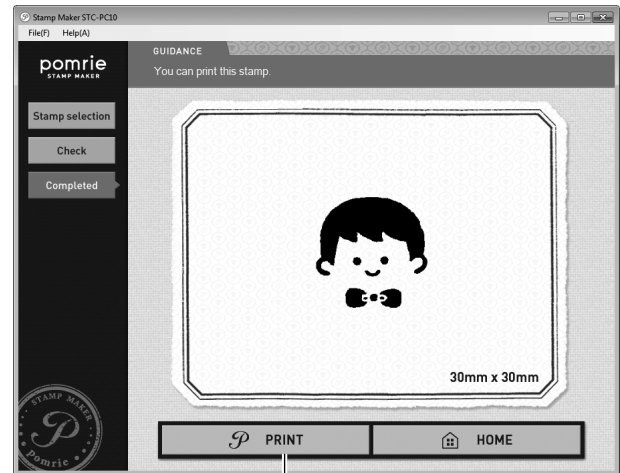 Stamp Maker STC-PC10
File(F) Help(A)
pomrie
STAMP MAKER
GUIDANCE
You can print this stamp.
Stamp selection
Check
Completed
30mm x 30mm
STAMP MAKER
P
Pomrie
P PRINT
HOME